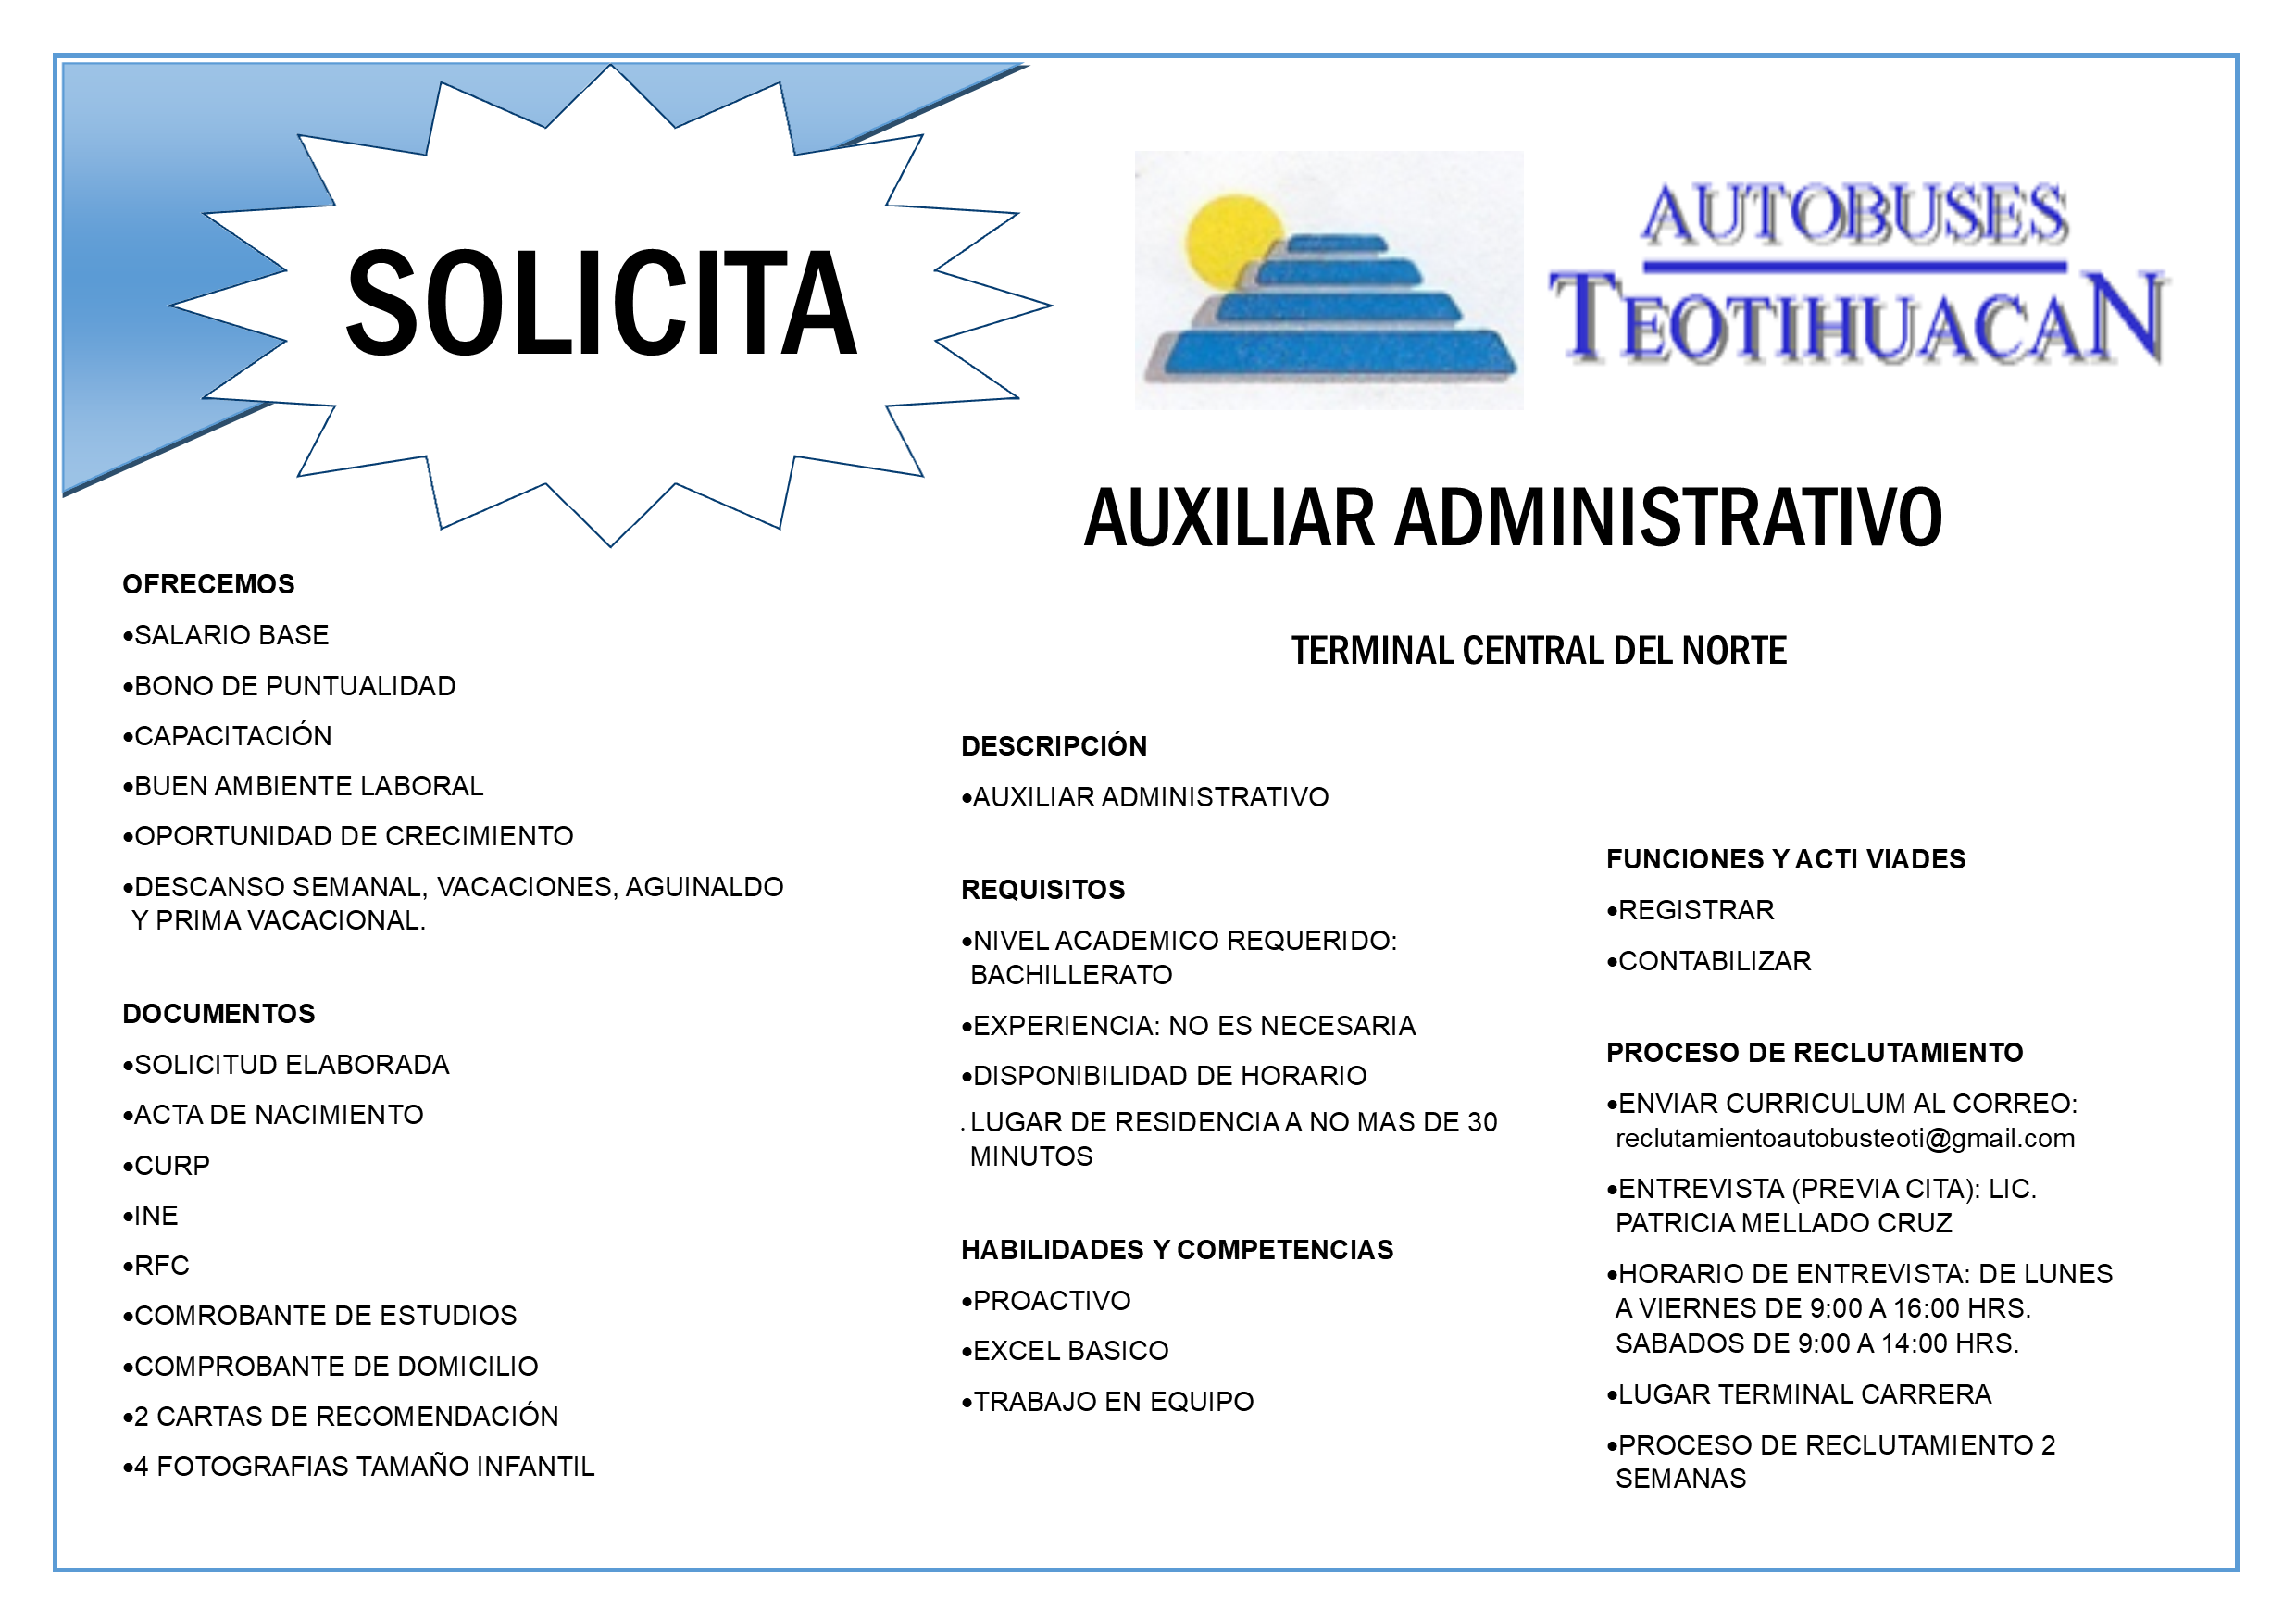 SOLICITA
AUTOBUSES
TEOTIHUACAN
AUXILIAR ADMINISTRATIVO
TERMINAL CENTRAL DEL NORTE
OFRECEMOS
•SALARIO BASE
•BONO DE PUNTUALIDAD
•CAPACITACIÓN
•BUEN AMBIENTE LABORAL
•OPORTUNIDAD DE CRECIMIENTO
•DESCANSO SEMANAL, VACACIONES, AGUINALDO
Y PRIMA VACACIONAL.
DOCUMENTOS
•SOLICITUD ELABORADA
•ACTA DE NACIMIENTO
•CURP
•INE
•RFC
•COMROBANTE DE ESTUDIOS
•COMPROBANTE DE DOMICILIO
•2 CARTAS DE RECOMENDACIÓN
•4 FOTOGRAFIAS TAMAÑO INFANTIL
DESCRIPCIÓN
•AUXILIAR ADMINISTRATIVO
REQUISITOS
•NIVEL ACADEMICO REQUERIDO:
BACHILLERATO
•EXPERIENCIA: NO ES NECESARIA
•DISPONIBILIDAD DE HORARIO
. LUGAR DE RESIDENCIA A NO MAS DE 30
MINUTOS
HABILIDADES Y COMPETENCIAS
•PROACTIVO
•EXCEL BASICO
•TRABAJO EN EQUIPO
FUNCIONES Y ACTI VIADES
•REGISTRAR
•CONTABILIZAR
PROCESO DE RECLUTAMIENTO
•ENVIAR CURRICULUM AL CORREO:
reclutamientoautobusteoti@gmail.com
•ENTREVISTA (PREVIA CITA): LIC.
PATRICIA MELLADO CRUZ
•HORARIO DE ENTREVISTA: DE LUNES
A VIERNES DE 9:00 A 16:00 HRS.
SABADOS DE 9:00 A 14:00 HRS.
•LUGAR TERMINAL CARRERA
•PROCESO DE RECLUTAMIENTO 2
SEMANAS